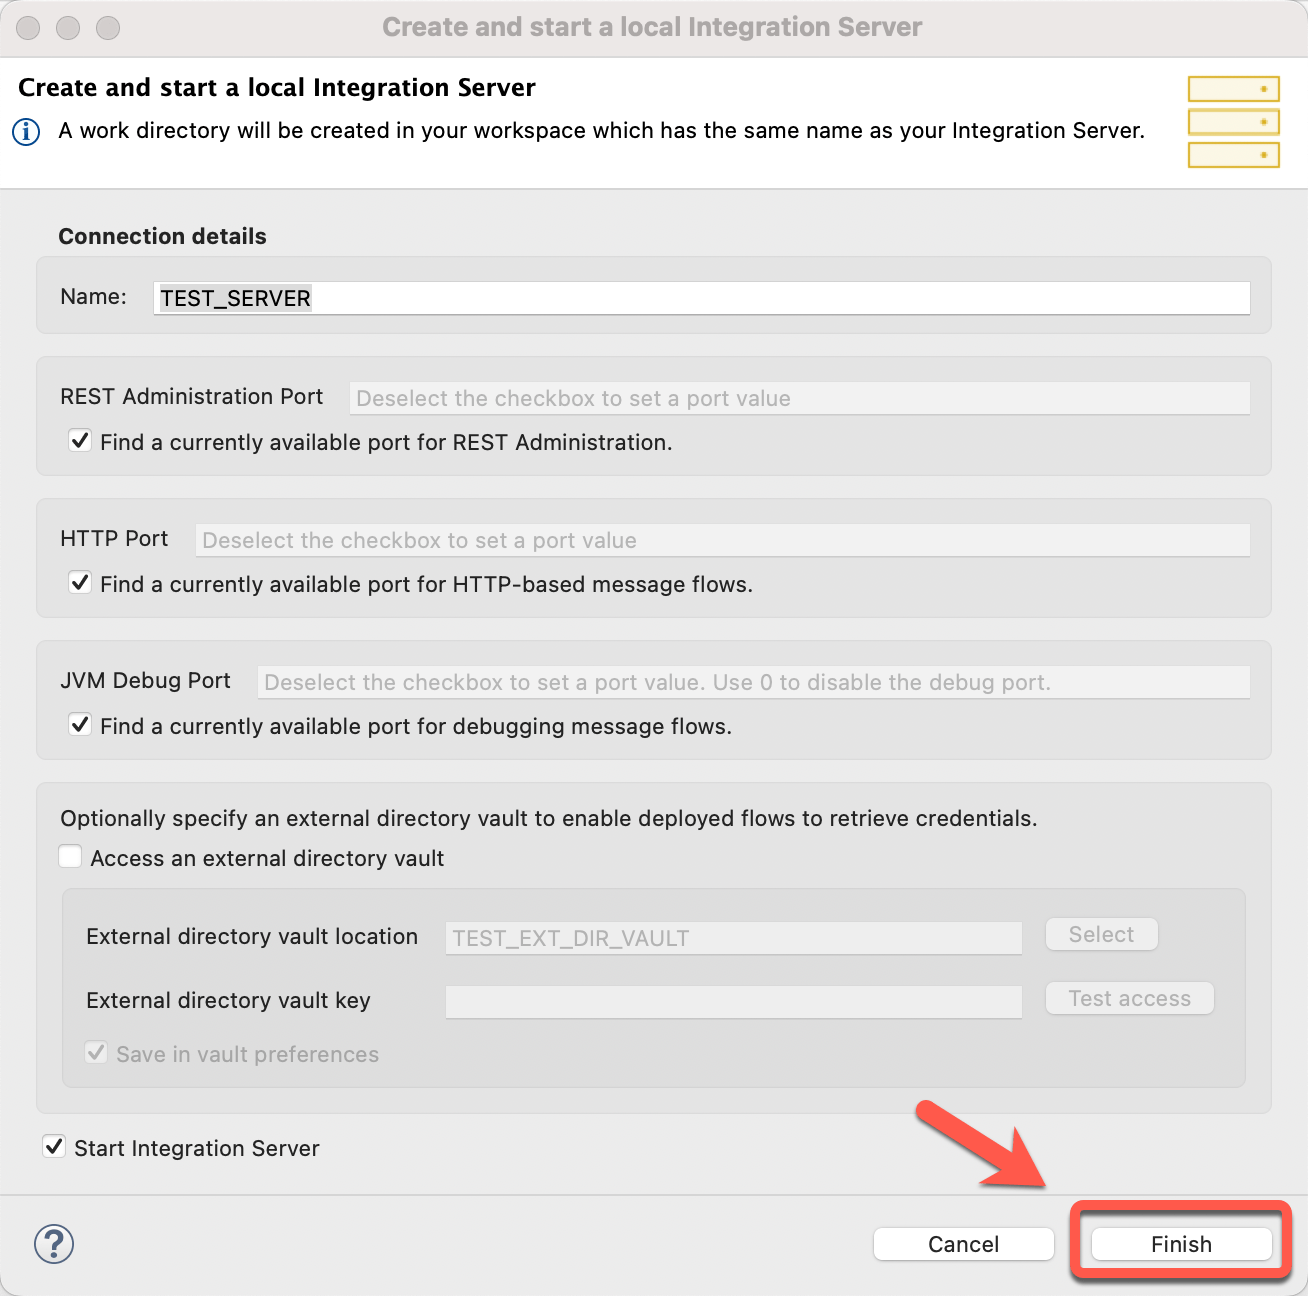 Create and start a local Integration Server
Create and start a local Integration Server
A work directory will be created in your workspace which has the same name as your Integration Server.
Connection details
Name: TEST_SERVER
REST Administration Port Deselect the checkbox to set a port value
Find a currently available port for REST Administration.
HTTP Port Deselect the checkbox to set a port value
Find a currently available port for HTTP-based message flows.
JVM Debug Port Deselect the checkbox to set a port value. Use 0 to disable the debug port.
Find a currently available port for debugging message flows.
Optionally specify an external directory vault to enable deployed flows to retrieve credentials.
Access an external directory vault
External directory vault location TEST_EXT_DIR_VAULT Select
External directory vault key Test access
Save in vault preferences
Start Integration Server
? Cancel Finish